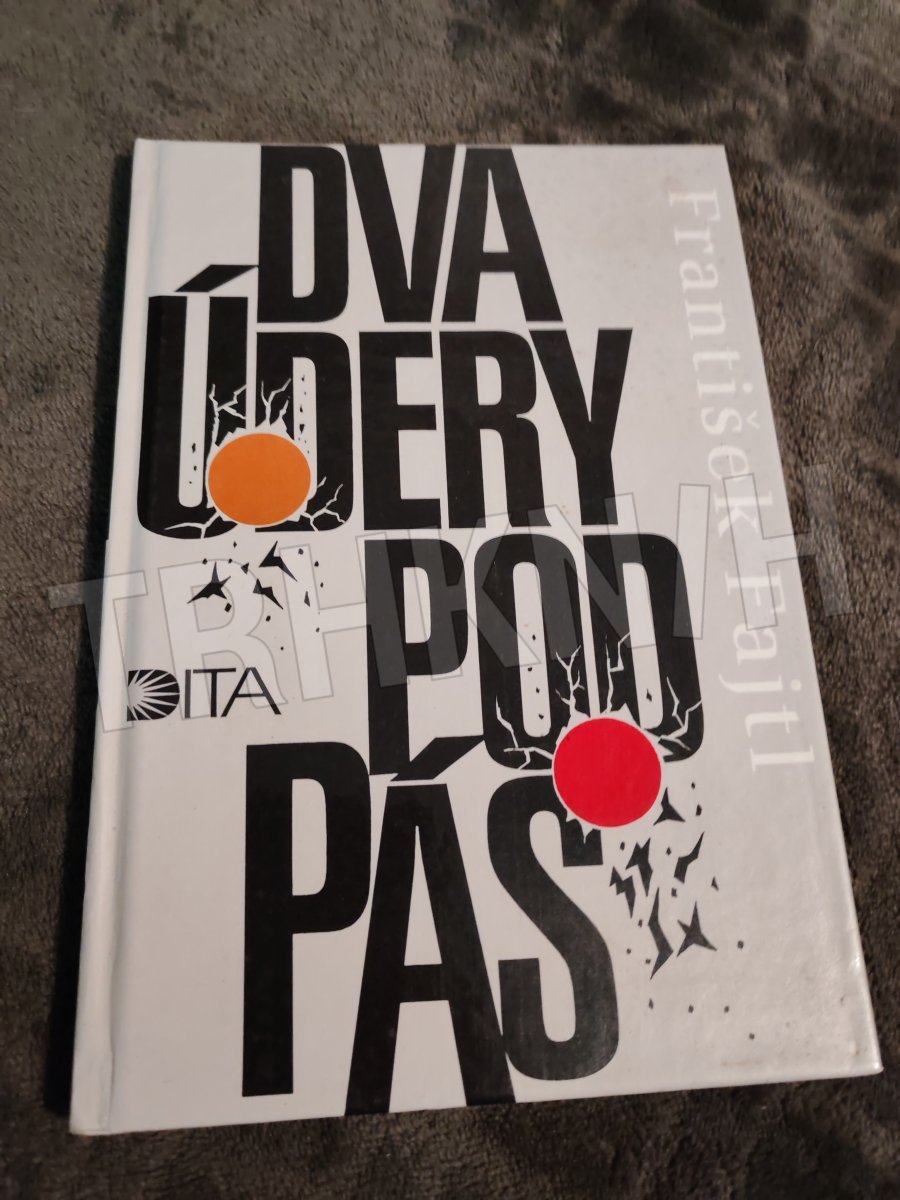 DVA
ÚDERY
POD
PÁS
František Fajtl
DITA
TRHKNIH